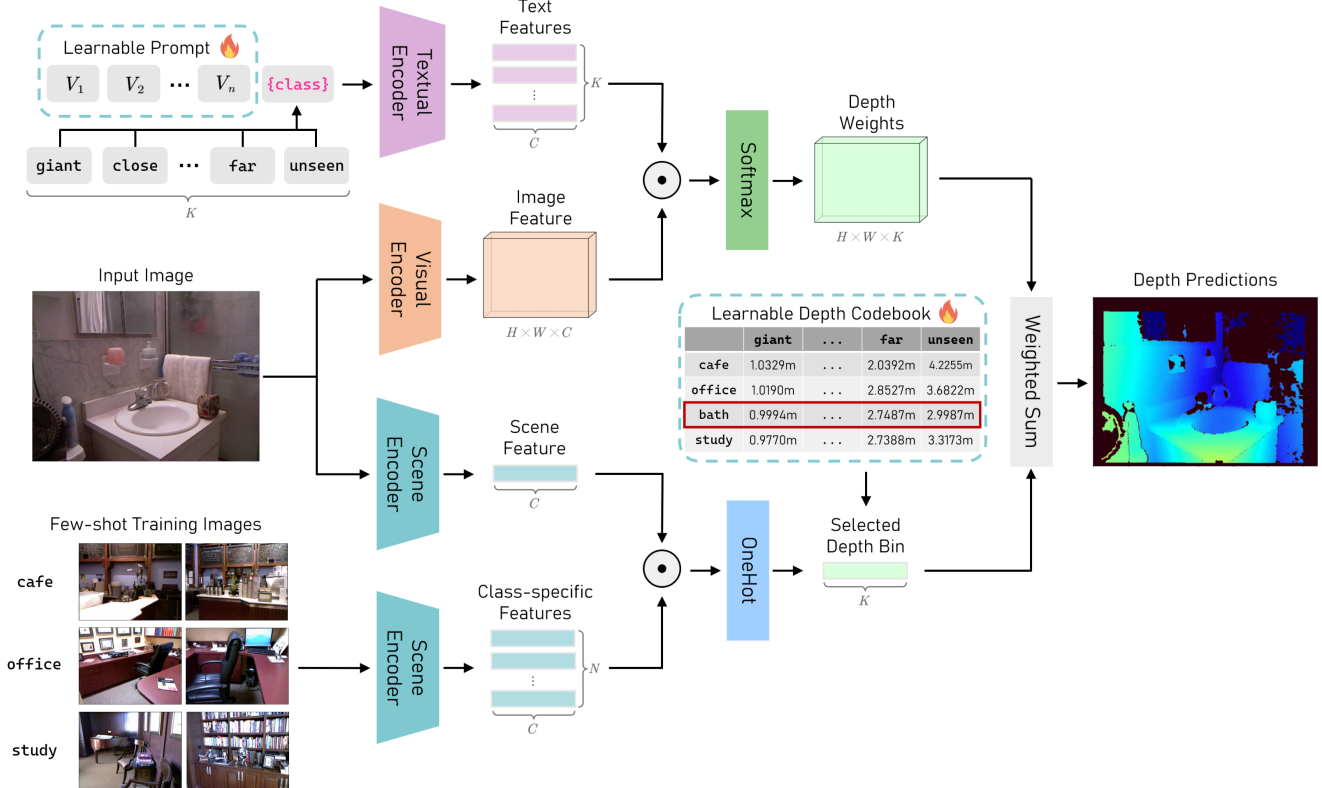 Learnable Prompt
V1 V2 ... Vn {class}
giant close ... far unseen
K
Textual Encoder
Text Features
K
C
Input Image
Visual Encoder
Image Feature
H×W×C
Softmax
Depth Weights
H×W×K
Scene Encoder
Scene Feature
C
Learnable Depth Codebook
giant ... far unseen
cafe 1.0329m ... 2.0392m 4.2255m
office 1.0190m ... 2.8527m 3.6822m
bath 0.9994m ... 2.7487m 2.9987m
study 0.9770m ... 2.7388m 3.3173m
Weighted Sum
Depth Predictions
Few-shot Training Images
cafe
office
study
Scene Encoder
Class-specific Features
N
C
OneHot
Selected Depth Bin
K